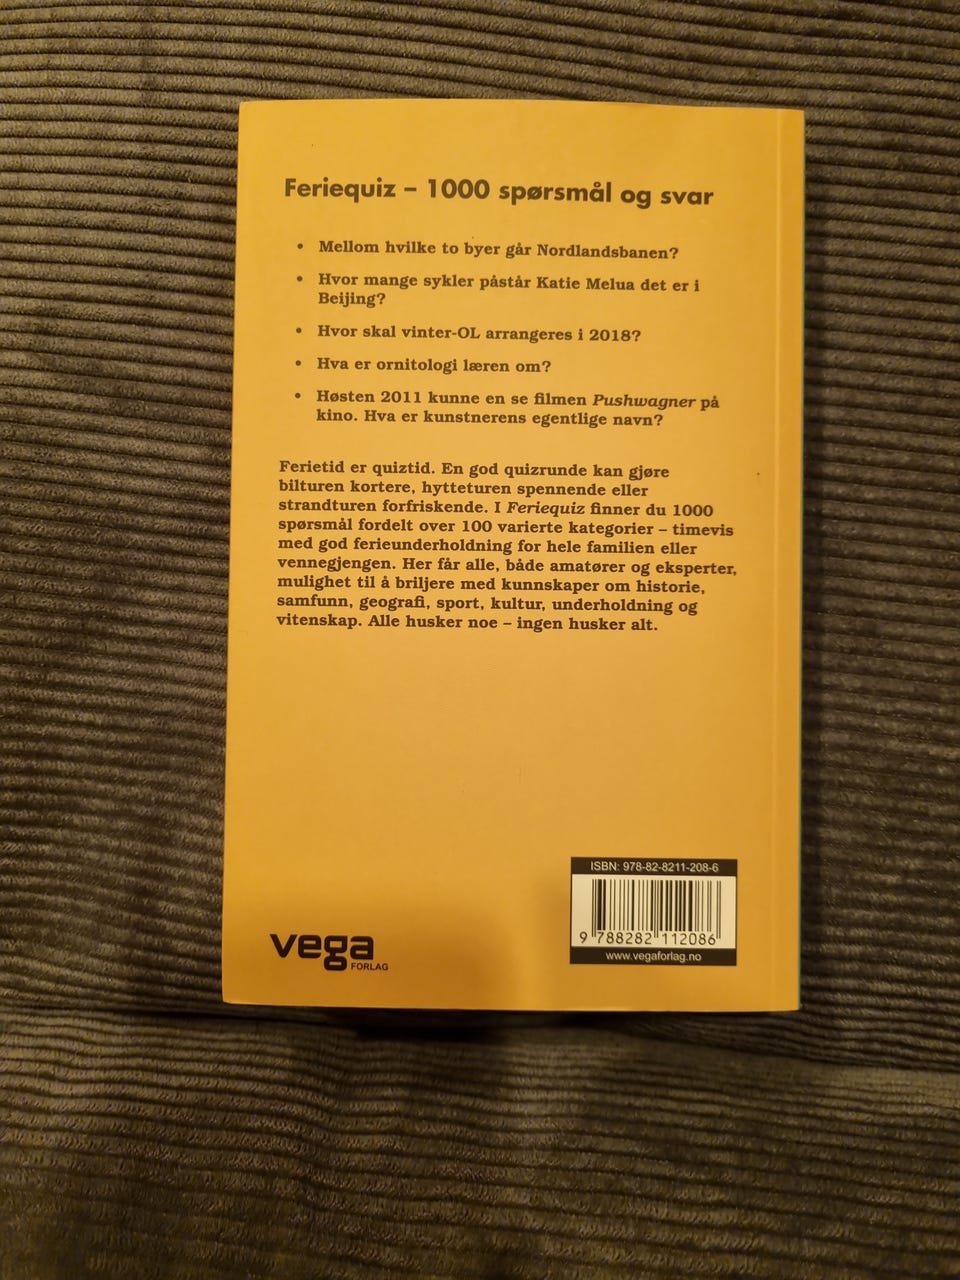 Feriequiz – 1000 spørsmål og svar
• Mellom hvilke to byer går Nordlandsbanen?
• Hvor mange sykler påstår Katie Melua det er i
Beijing?
• Hvor skal vinter-OL arrangeres i 2018?
• Hva er ornitologi læren om?
• Høsten 2011 kunne en se filmen Pushwagner på
kino. Hva er kunstnerens egentlige navn?
Ferietid er quiztid. En god quizrunde kan gjøre
bilturen kortere, hytteturen spennende eller
strandturen forfriskende. I Feriequiz finner du 1000
spørsmål fordelt over 100 varierte kategorier – timevis
med god ferieunderholdning for hele familien eller
vennegjengen. Her får alle, både amatører og eksperter,
mulighet til å briljere med kunnskaper om historie,
samfunn, geografi, sport, kultur, underholdning og
vitenskap. Alle husker noe – ingen husker alt.
vega
FORLAG
ISBN: 978-82-8211-208-6
9 788282 112086
www.vegaforlag.no